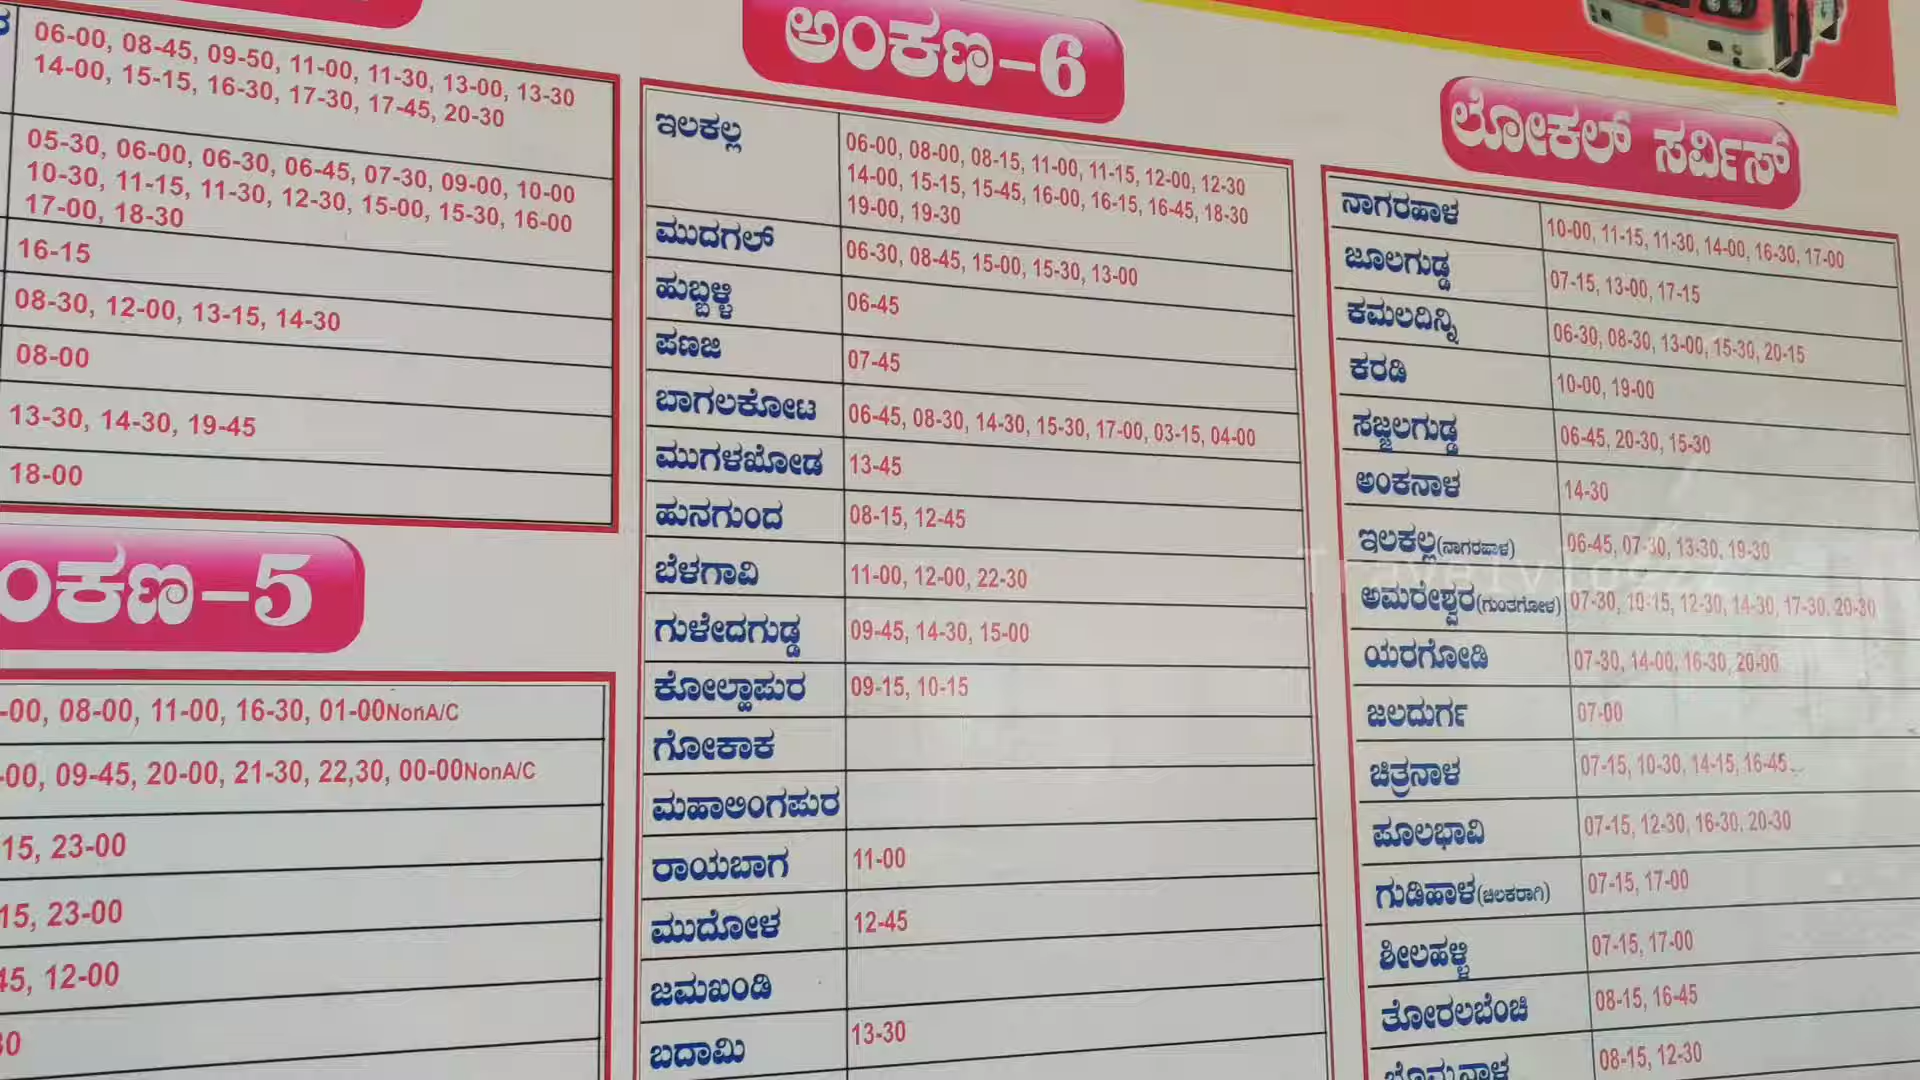 06-00, 08-45, 09-50, 11-00, 11-30, 13-00, 13-30
14-00, 15-15, 16-30, 17-30, 17-45, 20-30
05-30, 06-00, 06-30, 06-45, 07-30, 09-00, 10-00
10-30, 11-15, 11-30, 12-30, 15-00, 15-30, 16-00
17-00, 18-30
16-15
08-30, 12-00, 13-15, 14-30
08-00
13-30, 14-30, 19-45
18-00
ಅಂಕಣ-5
-00, 08-00, 11-00, 16-30, 01-00NonA/C
-00, 09-45, 20-00, 21-30, 22,30, 00-00NonA/C
15, 23-00
15, 23-00
45, 12-00
30
ಅಂಕಣ-6
ಇಲಕಲ್ಲ 06-00, 08-00, 08-15, 11-00, 11-15, 12-00, 12-30
14-00, 15-15, 15-45, 16-00, 16-15, 16-45, 18-30
19-00, 19-30
ಮುದಗಲ್ 06-30, 08-45, 15-00, 15-30, 13-00
ಹುಬ್ಬಳ್ಳಿ 06-45
ಪಣಜಿ 07-45
ಬಾಗಲಕೋಟ 06-45, 08-30, 14-30, 15-30, 17-00, 03-15, 04-00
ಮುಗಳಖೋಡ 13-45
ಹುನಗುಂದ 08-15, 12-45
ಬೆಳಗಾವಿ 11-00, 12-00, 22-30
ಗುಳೇದಗುಡ್ಡ 09-45, 14-30, 15-00
ಕೋಲ್ಹಾಪುರ 09-15, 10-15
ಗೋಕಾಕ
ಮಹಾಲಿಂಗಪುರ
ರಾಯಬಾಗ 11-00
ಮುದೋಳ 12-45
ಜಮಖಂಡಿ
ಬದಾಮಿ 13-30
ಲೋಕಲ್ ಸರ್ವಿಸ್
ನಾಗರಹಾಳ 10-00, 11-15, 11-30, 14-00, 16-30, 17-00
ಜೂಲಗುಡ್ಡ 07-15, 13-00, 17-15
ಕಮಲದಿನ್ನಿ 06-30, 08-30, 13-00, 15-30, 20-15
ಕರಡಿ 10-00, 19-00
ಸಜ್ಜಲಗುಡ್ಡ 06-45, 20-30, 15-30
ಅಂಕನಾಳ 14-30
ಇಲಕಲ್ಲ(ನಾಗರಹಾಳ) 06-45, 07-30, 13-30, 19-30
ಅಮರೇಶ್ವರ(ಗುಂತಗೋಳ) 07-30, 10-15, 12-30, 14-30, 17-30, 20-30
ಯರಗೋಡಿ 07-30, 14-00, 16-30, 20-00
ಜಲದುರ್ಗ 07-00
ಚಿತ್ರನಾಳ 07-15, 10-30, 14-15, 16-45
ಪೂಲಭಾವಿ 07-15, 12-30, 16-30, 20-30
ಗುಡಿಹಾಳ(ಚಿಲಕರಾಗಿ) 07-15, 17-00
ಶೀಲಹಳ್ಳಿ 07-15, 17-00
ತೋರಲಬೆಂಚಿ 08-15, 16-45
08-15, 12-30